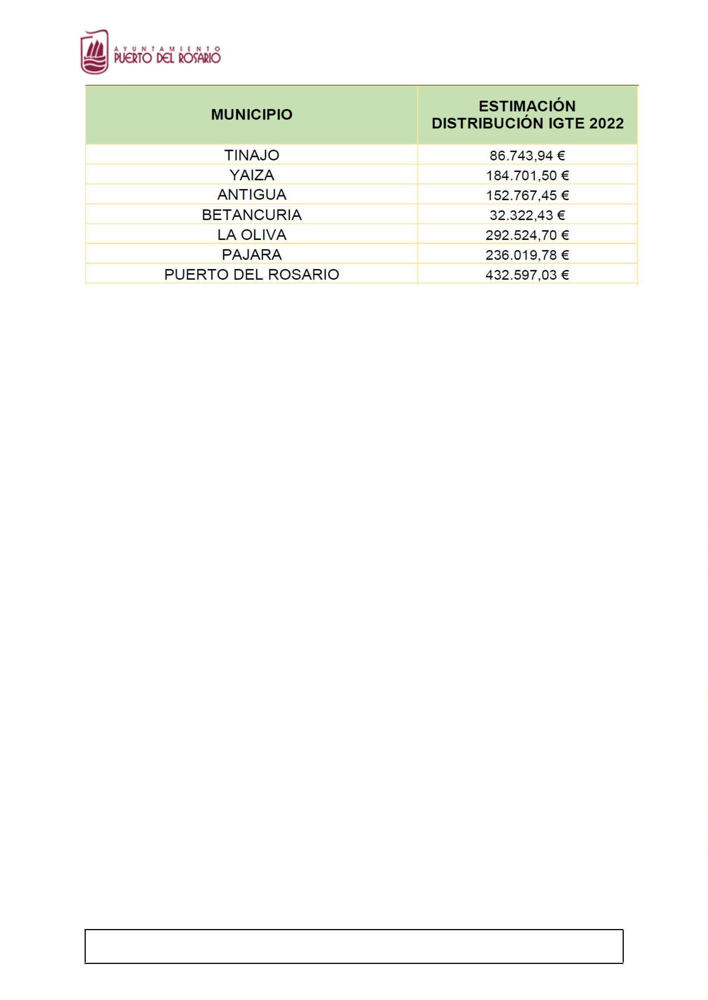 AYUNTAMIENTO
PUERTO DEL ROSARIO
MUNICIPIO
ESTIMACIÓN
DISTRIBUCIÓN IGTE 2022
TINAJO 86.743,94 €
YAIZA 184.701,50 €
ANTIGUA 152.767,45 €
BETANCURIA 32.322,43 €
LA OLIVA 292.524,70 €
PAJARA 236.019,78 €
PUERTO DEL ROSARIO 432.597,03 €